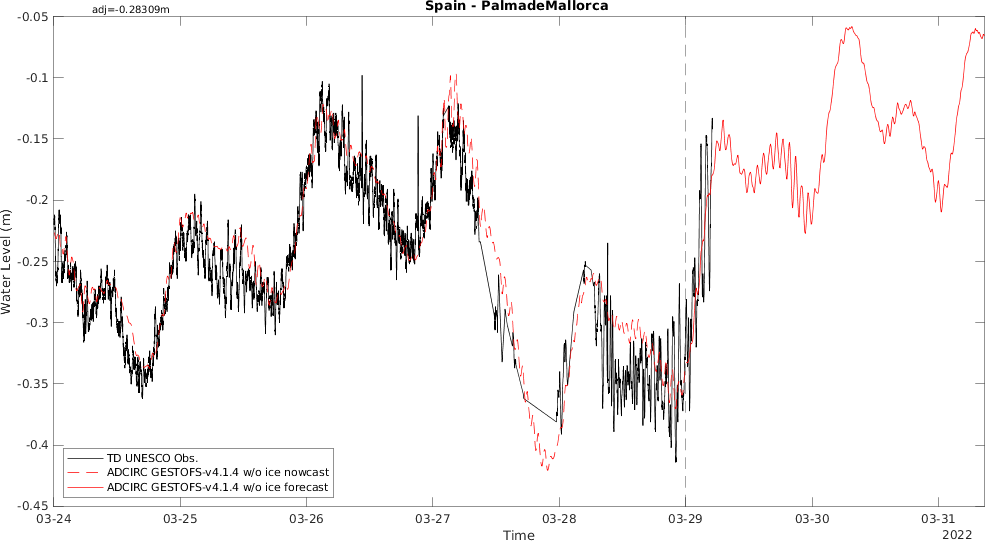 Spain - PalmadeMallorca
adj=-0.28309m
-0.05
-0.1
-0.15
-0.2
-0.25
-0.3
-0.35
-0.4
-0.45
Water Level (m)
TD UNESCO Obs.
ADCIRC GESTOFS-v4.1.4 w/o ice nowcast
ADCIRC GESTOFS-v4.1.4 w/o ice forecast
03-24 03-25 03-26 03-27 03-28 03-29 03-30 03-31
Time
2022